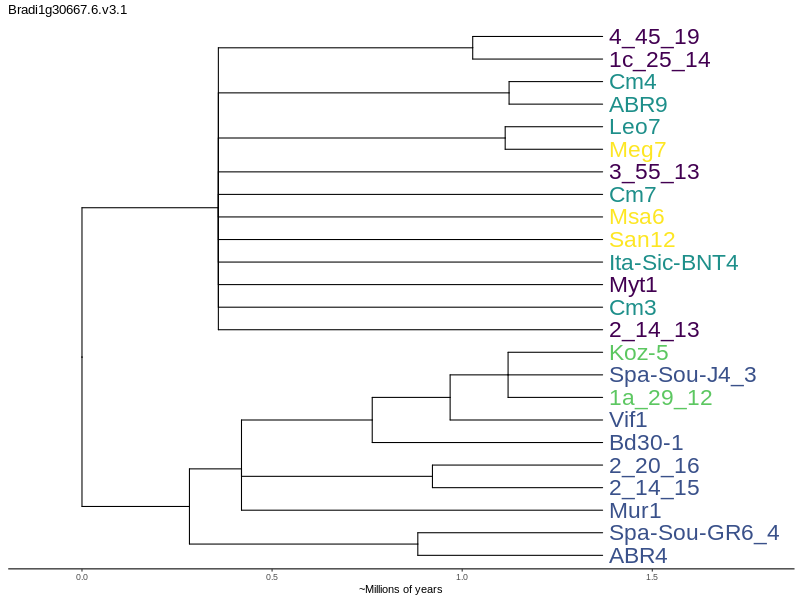 Bradi1g30667.6.v3.1
4_45_19
1c_25_14
Cm4
ABR9
Leo7
Meg7
3_55_13
Cm7
Msa6
San12
Ita-Sic-BNT4
Myt1
Cm3
2_14_13
Koz-5
Spa-Sou-J4_3
1a_29_12
Vif1
Bd30-1
2_20_16
2_14_15
Mur1
Spa-Sou-GR6_4
ABR4
0.0 0.5 1.0 1.5
~Millions of years